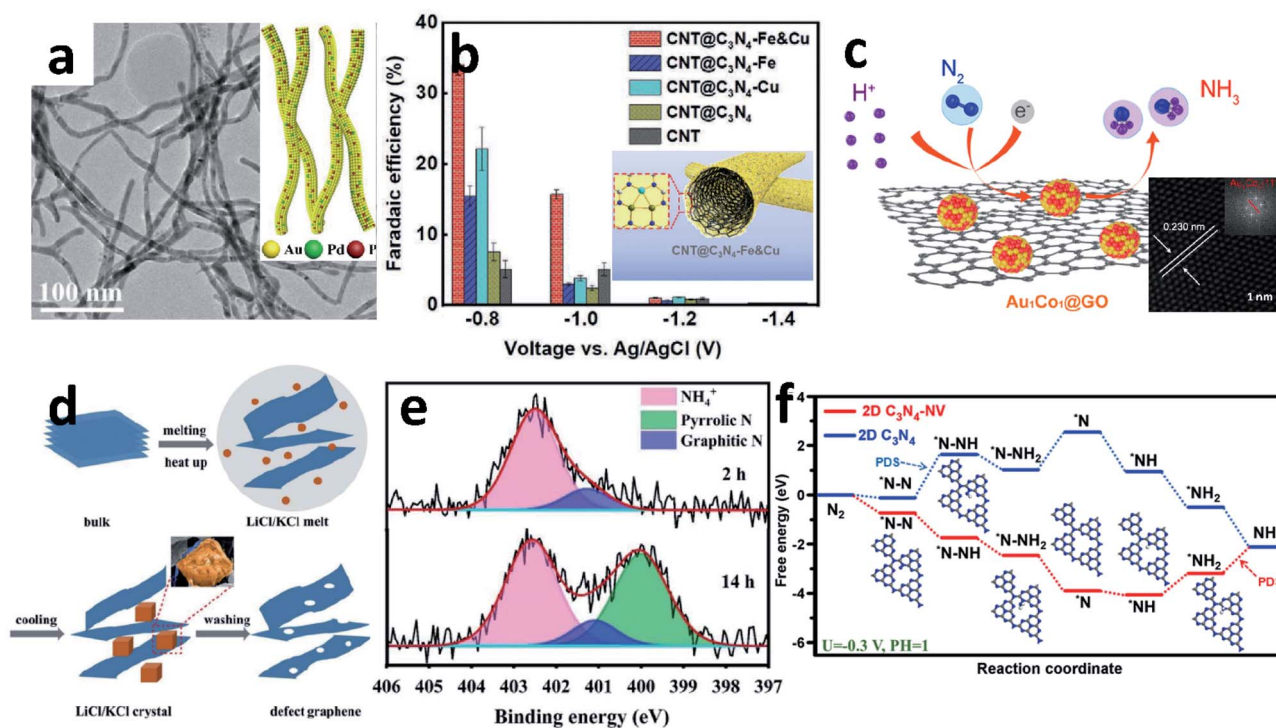 a
Au Pd P
100 nm
b
Faradaic efficiency (%)
40
30
20
10
0
CNT@C₃N₄-Fe&Cu
CNT@C₃N₄-Fe
CNT@C₃N₄-Cu
CNT@C₃N₄
CNT
CNT@C₃N₄-Fe&Cu
-0.8 -1.0 -1.2 -1.4
Voltage vs. Ag/AgCl (V)
c
H⁺
N₂
e⁻
NH₃
0.230 nm
1 nm
Au₁Co₁@GO
d
melting
heat up
bulk
LiCl/KCl melt
cooling
washing
LiCl/KCl crystal
defect graphene
e
NH₄⁺
Pyrrolic N
Graphitic N
2 h
14 h
406 405 404 403 402 401 400 399 398 397
Binding energy (eV)
f
2D C₃N₄-NV
2D C₃N₄
Free energy (eV)
4
2
0
-2
-4
-6
N₂
PDS
*N-N
*N-NH
*N-NH₂
*N
*NH
*NH₂
NH
*N-N
*N-NH
*N-NH₂
*N
*NH
*NH₂
PDS
U=-0.3 V, PH=1
Reaction coordinate